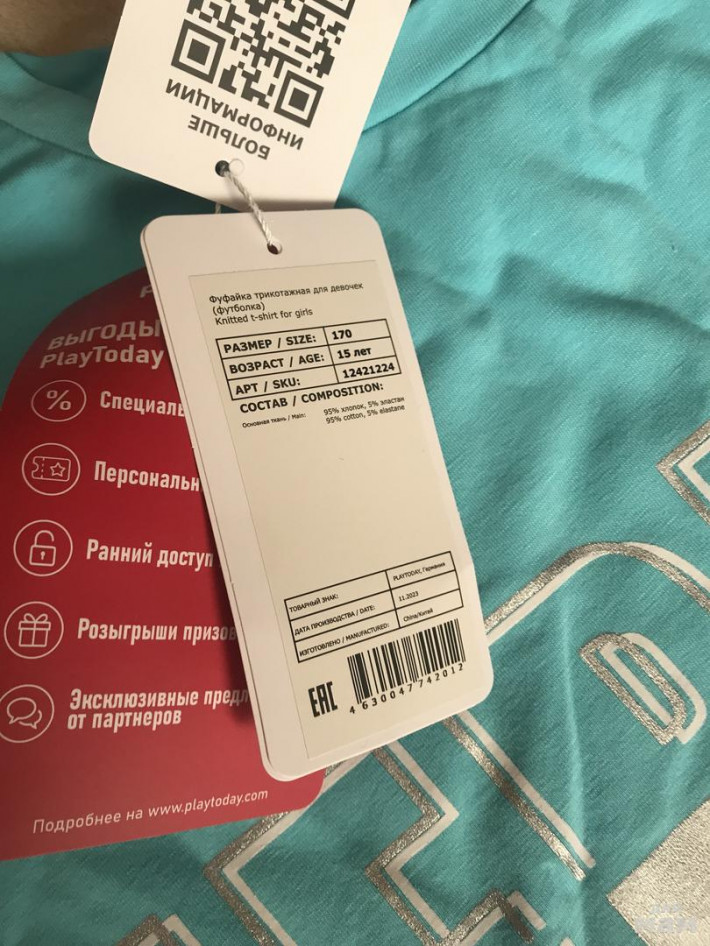 БОЛЬШЕ
ИНФОРМАЦИИ
Фуфайка трикотажная для девочек
(футболка)
Knitted t-shirt for girls
РАЗМЕР / SIZE: 170
ВОЗРАСТ / AGE: 15 лет
АРТ / SKU: 12421224
СОСТАВ / COMPOSITION:
Основная ткань / Main: 95% хлопок, 5% эластан
95% cotton, 5% elastane
ТОВАРНЫЙ ЗНАК: PLAYTODAY, Германия
ДАТА ПРОИЗВОДСТВА / DATE: 11.2023
ИЗГОТОВЛЕНО / MANUFACTURED: China/Китай
EAC
4630047742012
ВЫГОДЫ
PlayToday
Специаль
Персональн
Ранний доступ
Розыгрыши призов
Эксклюзивные предл
от партнеров
Подробнее на www.playtoday.com